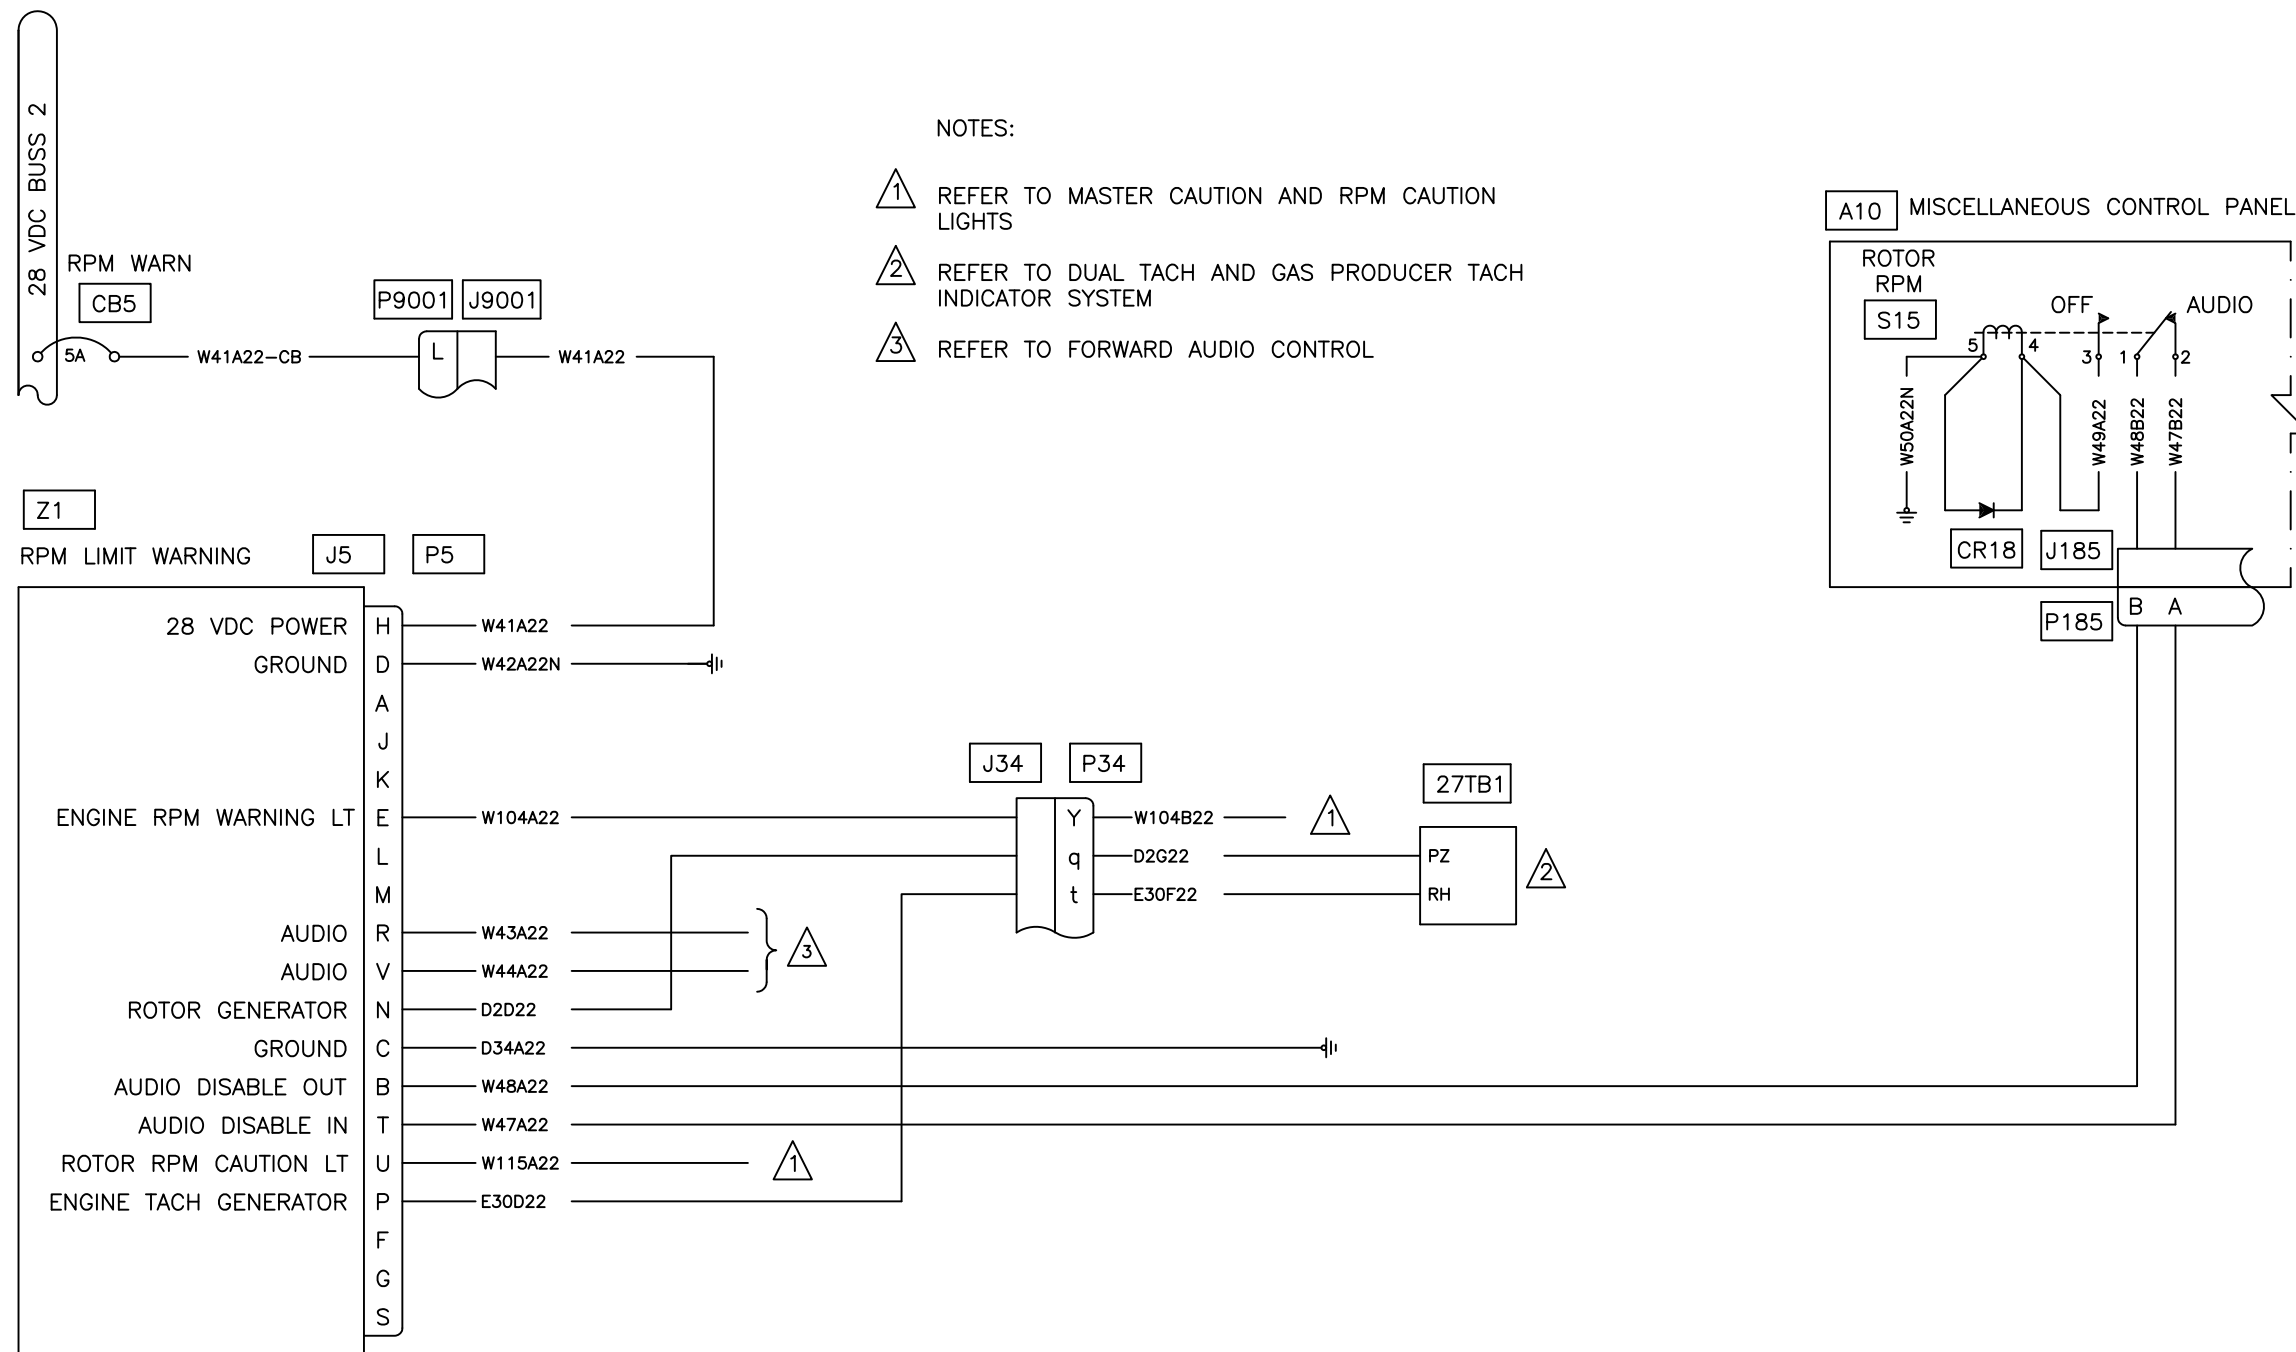 28 VDC BUSS 2
RPM WARN
CB5
5A
W41A22-CB
P9001
J9001
L
W41A22
NOTES:
1
REFER TO MASTER CAUTION AND RPM CAUTION
LIGHTS
2
REFER TO DUAL TACH AND GAS PRODUCER TACH
INDICATOR SYSTEM
3
REFER TO FORWARD AUDIO CONTROL
A10
MISCELLANEOUS CONTROL PANEL
ROTOR
RPM
S15
OFF
AUDIO
5
4
3
1
2
W50A22N
W49A22
W48B22
W47B22
CR18
J185
P185
B
A
Z1
RPM LIMIT WARNING
J5
P5
28 VDC POWER H W41A22
GROUND D W42A22N
A
J
K
J34
P34
27TB1
ENGINE RPM WARNING LT E W104A22 Y W104B22 1
L q D2G22 PZ 2
M t E30F22 RH
AUDIO R W43A22
3
AUDIO V W44A22
ROTOR GENERATOR N D2D22
GROUND C D34A22
AUDIO DISABLE OUT B W48A22
AUDIO DISABLE IN T W47A22
ROTOR RPM CAUTION LT U W115A22 1
ENGINE TACH GENERATOR P E30D22
F
G
S